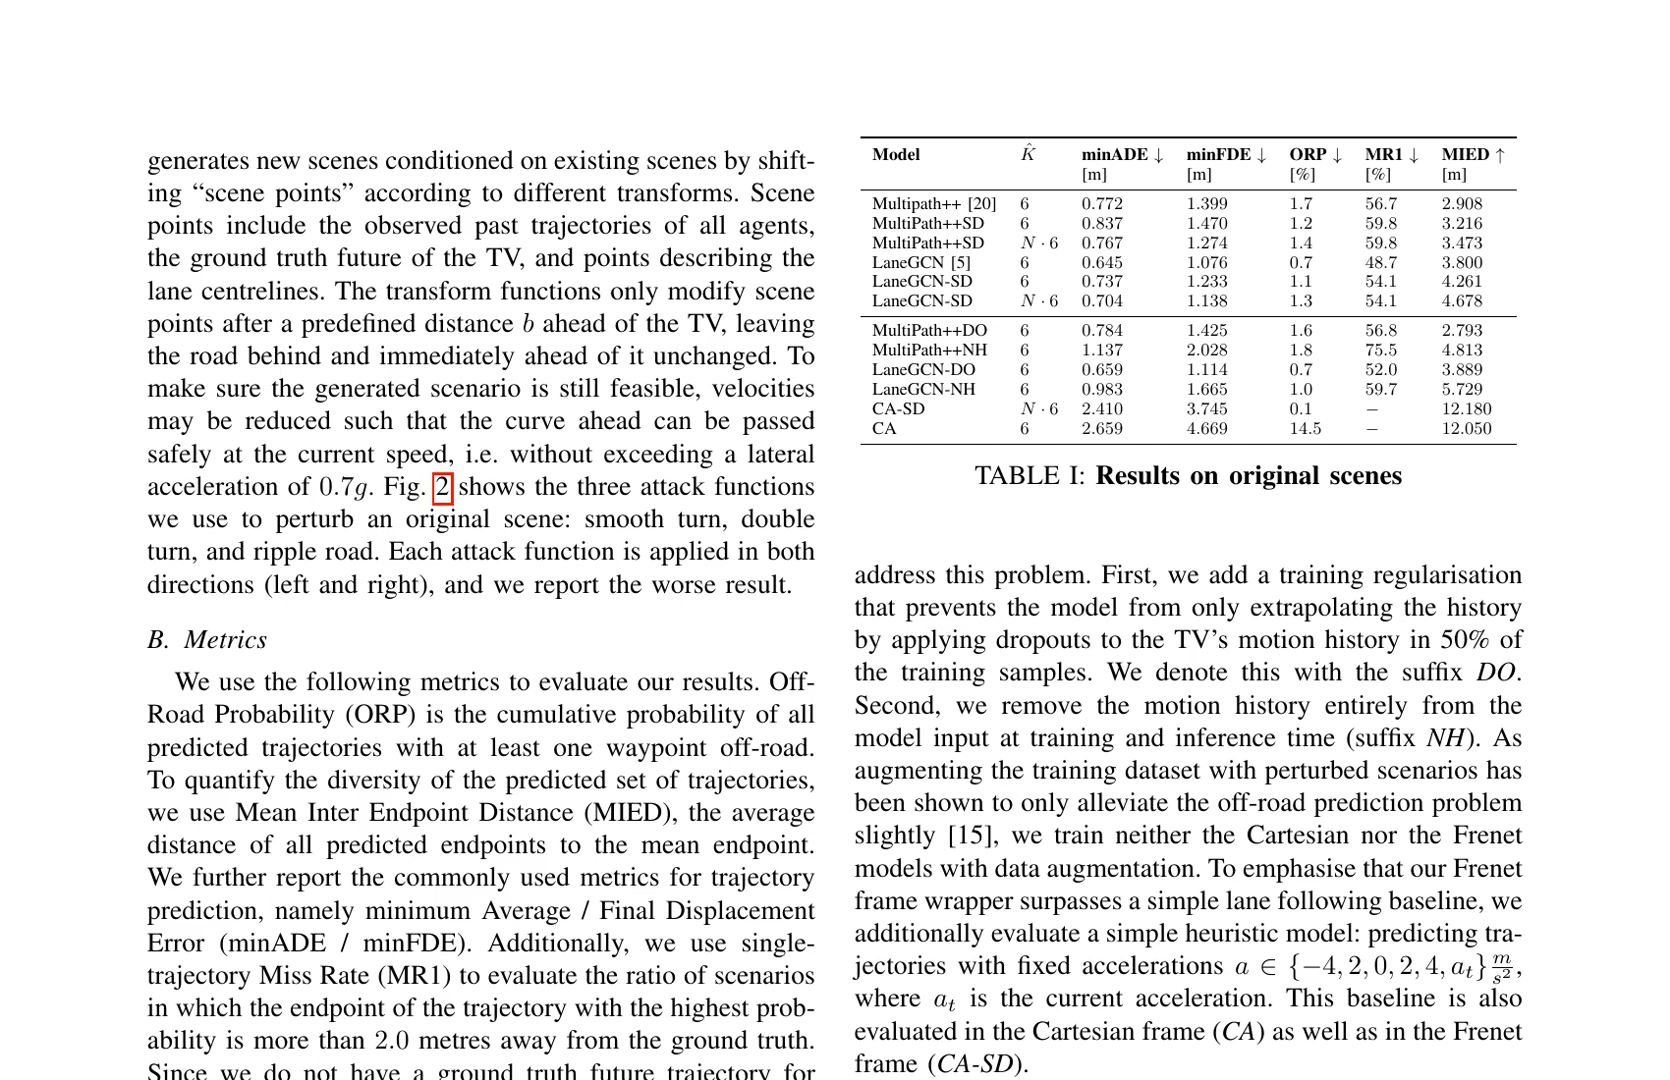 generates new scenes conditioned on existing scenes by shift-
ing “scene points” according to different transforms. Scene
points include the observed past trajectories of all agents,
the ground truth future of the TV, and points describing the
lane centrelines. The transform functions only modify scene
points after a predefined distance b ahead of the TV, leaving
the road behind and immediately ahead of it unchanged. To
make sure the generated scenario is still feasible, velocities
may be reduced such that the curve ahead can be passed
safely at the current speed, i.e. without exceeding a lateral
acceleration of 0.7g. Fig. 2 shows the three attack functions
we use to perturb an original scene: smooth turn, double
turn, and ripple road. Each attack function is applied in both
directions (left and right), and we report the worse result.
B. Metrics
We use the following metrics to evaluate our results. Off-
Road Probability (ORP) is the cumulative probability of all
predicted trajectories with at least one waypoint off-road.
To quantify the diversity of the predicted set of trajectories,
we use Mean Inter Endpoint Distance (MIED), the average
distance of all predicted endpoints to the mean endpoint.
We further report the commonly used metrics for trajectory
prediction, namely minimum Average / Final Displacement
Error (minADE / minFDE). Additionally, we use single-
trajectory Miss Rate (MR1) to evaluate the ratio of scenarios
in which the endpoint of the trajectory with the highest prob-
ability is more than 2.0 metres away from the ground truth.
Since we do not have a ground truth future trajectory for
Model K̂ minADE ↓ minFDE ↓ ORP ↓ MR1 ↓ MIED ↑
[m] [m] [%] [%] [m]
Multipath++ [20] 6 0.772 1.399 1.7 56.7 2.908
MultiPath++SD 6 0.837 1.470 1.2 59.8 3.216
MultiPath++SD N · 6 0.767 1.274 1.4 59.8 3.473
LaneGCN [5] 6 0.645 1.076 0.7 48.7 3.800
LaneGCN-SD 6 0.737 1.233 1.1 54.1 4.261
LaneGCN-SD N · 6 0.704 1.138 1.3 54.1 4.678
MultiPath++DO 6 0.784 1.425 1.6 56.8 2.793
MultiPath++NH 6 1.137 2.028 1.8 75.5 4.813
LaneGCN-DO 6 0.659 1.114 0.7 52.0 3.889
LaneGCN-NH 6 0.983 1.665 1.0 59.7 5.729
CA-SD N · 6 2.410 3.745 0.1 − 12.180
CA 6 2.659 4.669 14.5 − 12.050
TABLE I: Results on original scenes
address this problem. First, we add a training regularisation
that prevents the model from only extrapolating the history
by applying dropouts to the TV’s motion history in 50% of
the training samples. We denote this with the suffix DO.
Second, we remove the motion history entirely from the
model input at training and inference time (suffix NH). As
augmenting the training dataset with perturbed scenarios has
been shown to only alleviate the off-road prediction problem
slightly [15], we train neither the Cartesian nor the Frenet
models with data augmentation. To emphasise that our Frenet
frame wrapper surpasses a simple lane following baseline, we
additionally evaluate a simple heuristic model: predicting tra-
jectories with fixed accelerations a ∈ {−4, 2, 0, 2, 4, aₜ} m/s²,
where aₜ is the current acceleration. This baseline is also
evaluated in the Cartesian frame (CA) as well as in the Frenet
frame (CA-SD).